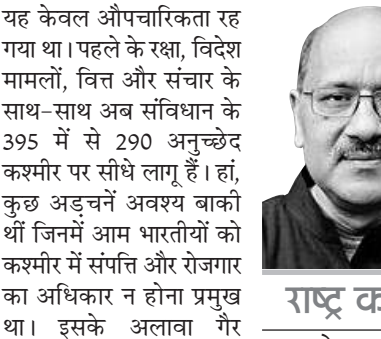 यह केवल औपचारिकता रह
गया था। पहले के रक्षा, विदेश
मामलों, वित्त और संचार के
साथ-साथ अब संविधान के
395 में से 290 अनुच्छेद
कश्मीर पर सीधे लागू हैं। हां,
कुछ अड़चनें अवश्य बाकी
थीं जिनमें आम भारतीयों को
कश्मीर में संपत्ति और रोजगार
का अधिकार न होना प्रमुख
था। इसके अलावा गैर
राष्ट्र